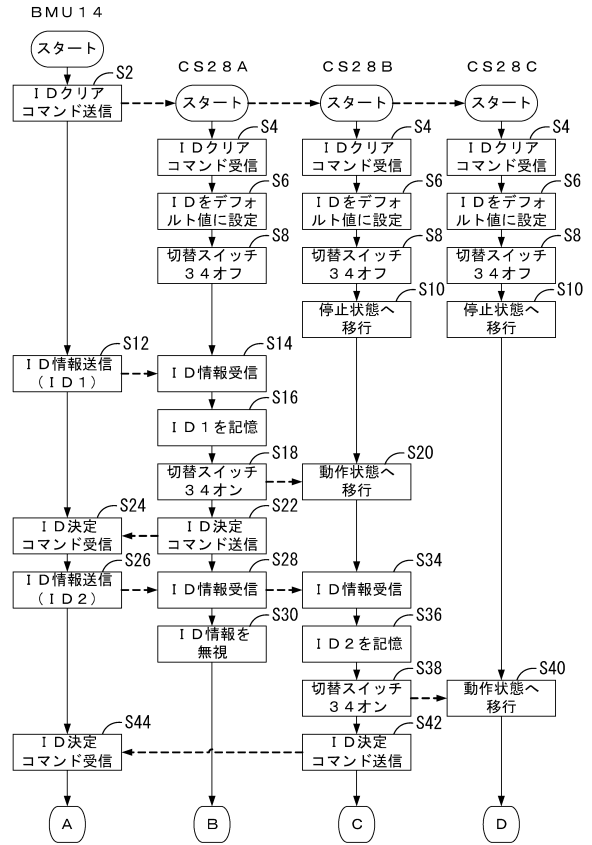 ＢＭＵ１４
スタート
ＣＳ２８Ａ
ＣＳ２８Ｂ
ＣＳ２８Ｃ
S2
ＩＤクリア
コマンド送信
スタート
スタート
スタート
S4
ＩＤクリア
コマンド受信
S4
ＩＤクリア
コマンド受信
S4
ＩＤクリア
コマンド受信
S6
ＩＤをデフォ
ルト値に設定
S6
ＩＤをデフォ
ルト値に設定
S6
ＩＤをデフォ
ルト値に設定
S8
切替スイッチ
３４オフ
S8
切替スイッチ
３４オフ
S8
切替スイッチ
３４オフ
S10
停止状態へ
移行
S10
停止状態へ
移行
S12
ＩＤ情報送信
（ＩＤ１）
S14
ＩＤ情報受信
S16
ＩＤ１を記憶
S18
切替スイッチ
３４オン
S20
動作状態へ
移行
S24
ＩＤ決定
コマンド受信
S22
ＩＤ決定
コマンド送信
S26
ＩＤ情報送信
（ＩＤ２）
S28
ＩＤ情報受信
S34
ＩＤ情報受信
S30
ＩＤ情報を
無視
S36
ＩＤ２を記憶
S38
切替スイッチ
３４オン
S40
動作状態へ
移行
S44
ＩＤ決定
コマンド受信
S42
ＩＤ決定
コマンド送信
Ａ
Ｂ
Ｃ
Ｄ